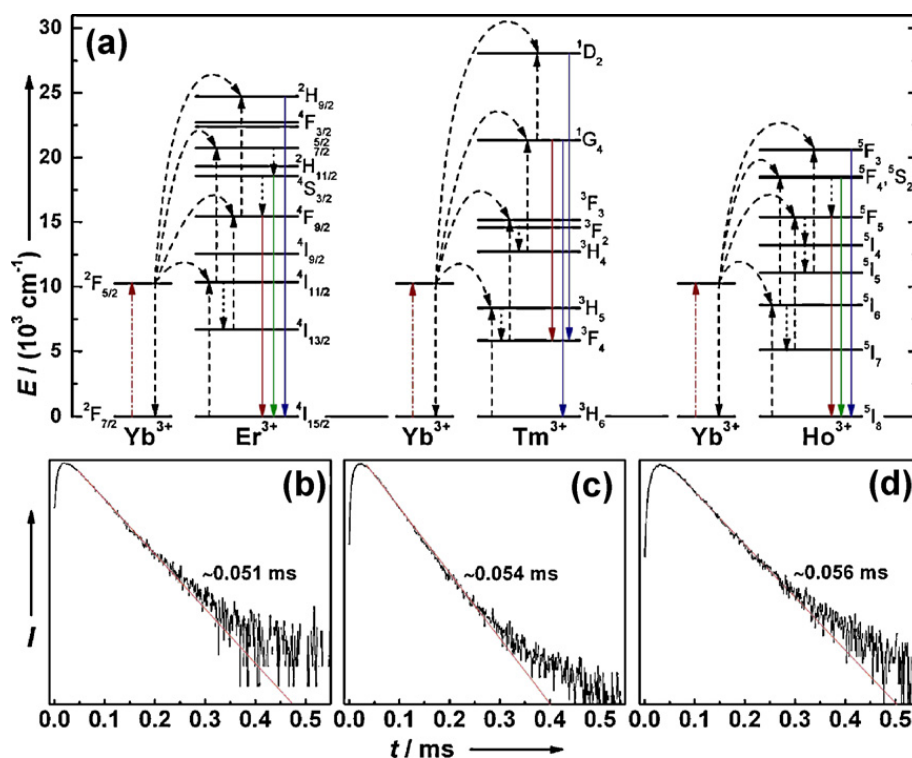 (a)
E / (10³ cm⁻¹)
30
25
20
15
10
5
0
²F₅/₂
²F₇/₂
Yb³⁺
²H₉/₂
⁴F₃/₂
₅/₂
₇/₂
²H₁₁/₂
⁴S₃/₂
⁴F₉/₂
⁴I₉/₂
⁴I₁₁/₂
⁴I₁₃/₂
⁴I₁₅/₂
Er³⁺
Yb³⁺
¹D₂
¹G₄
³F₃
³F₂
³H₄
³H₅
³F₄
³H₆
Tm³⁺
Yb³⁺
⁵F₃
⁵F₄, ⁵S₂
⁵F₅
⁵I₄
⁵I₅
⁵I₆
⁵I₇
⁵I₈
Ho³⁺
I
(b)
~0.051 ms
0.0 0.1 0.2 0.3 0.4 0.5
(c)
~0.054 ms
0.0 0.1 0.2 0.3 0.4 0.5
(d)
~0.056 ms
0.0 0.1 0.2 0.3 0.4 0.5
t / ms